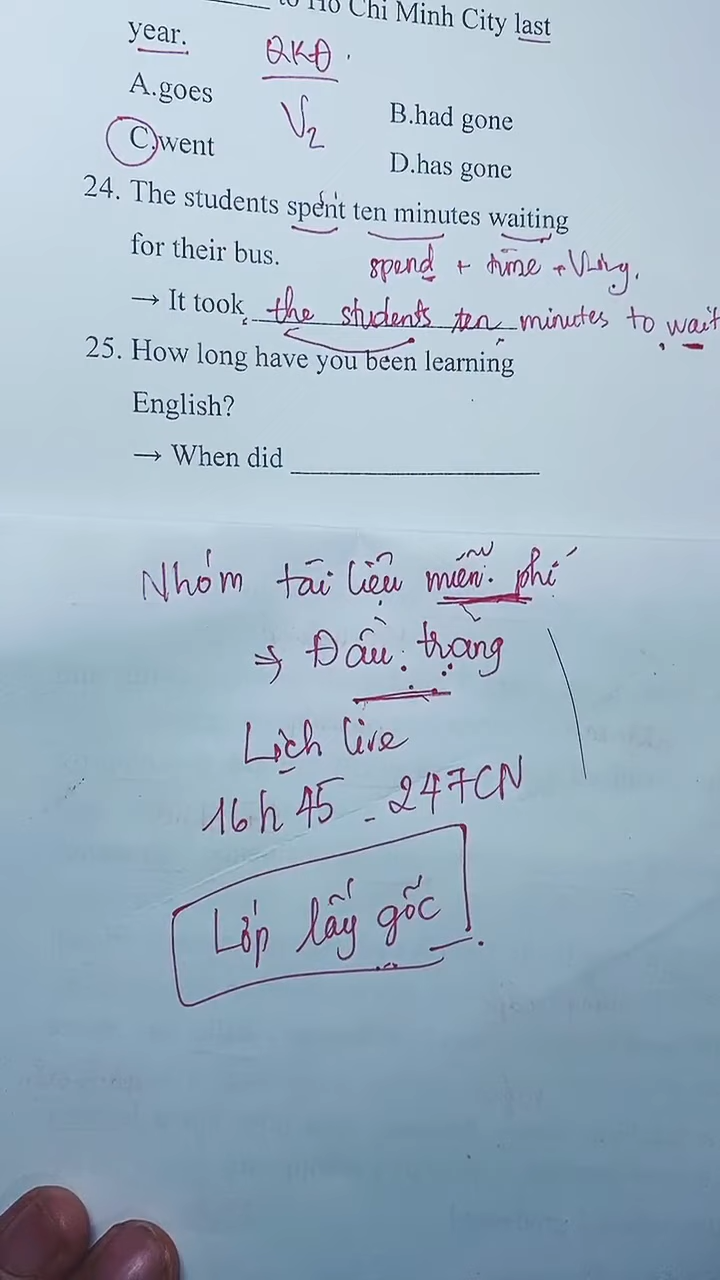 to Ho Chi Minh City last
year. QKĐ.
A.goes
V2
B.had gone
C.went
D.has gone
24. The students spent ten minutes waiting
for their bus. spend + time + Ving.
→ It took the students ten minutes to wait
25. How long have you been learning
English?
→ When did
Nhóm tài liệu miễn phí
⇒ Đầu trang
Lịch live
16h 45 - 247CN
Lớp lấy gốc